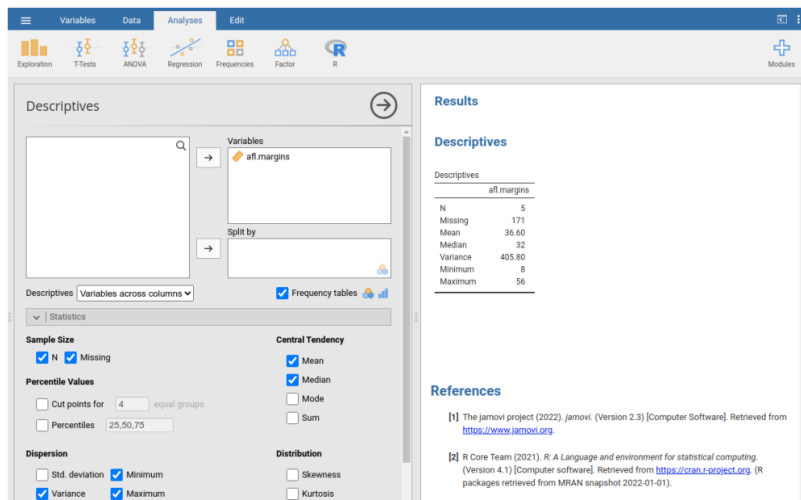 Variables Data Analyses Edit
Exploration T-Tests ANOVA Regression Frequencies Factor R Modules
Descriptives
Variables
afl.margins
Split by
Descriptives Variables across columns Frequency tables
Statistics
Sample Size
N Missing
Percentile Values
Cut points for 4 equal groups
Percentiles 25,50,75
Dispersion
Std. deviation Minimum
Variance Maximum
Central Tendency
Mean
Median
Mode
Sum
Distribution
Skewness
Kurtosis
Results
Descriptives
Descriptives
afl.margins
N 5
Missing 171
Mean 36.60
Median 32
Variance 405.80
Minimum 8
Maximum 56
References
[1] The jamovi project (2022). jamovi. (Version 2.3) [Computer Software]. Retrieved from
https://www.jamovi.org.
[2] R Core Team (2021). R: A Language and environment for statistical computing.
(Version 4.1) [Computer software]. Retrieved from https://cran.r-project.org. (R
packages retrieved from MRAN snapshot 2022-01-01).